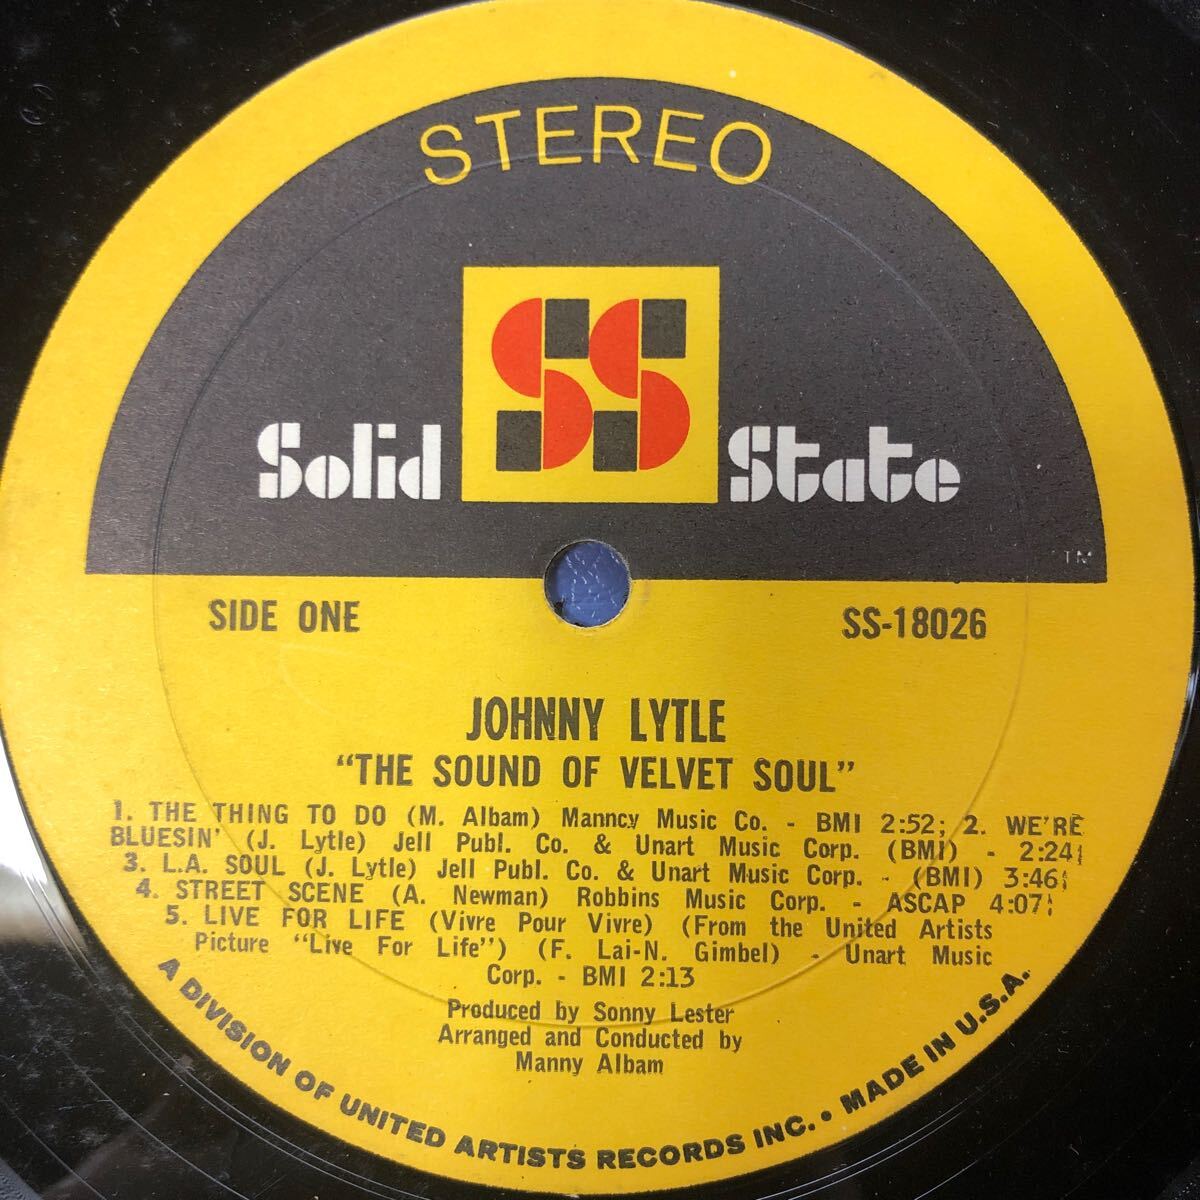 STEREO
Solid State
TM
SIDE ONE
SS-18026
JOHNNY LYTLE
"THE SOUND OF VELVET SOUL"
1. THE THING TO DO (M. Albam) Manncy Music Co. - BMI 2:52; 2. WE'RE
BLUESIN' (J. Lytle) Jell Publ. Co. & Unart Music Corp. (BMI) - 2:24;
3. L.A. SOUL (J. Lytle) Jell Publ. Co. & Unart Music Corp. - (BMI) 3:46;
4. STREET SCENE (A. Newman) Robbins Music Corp. - ASCAP 4:07;
5. LIVE FOR LIFE (Vivre Pour Vivre) (From the United Artists
Picture "Live For Life") (F. Lai-N. Gimbel) - Unart Music
Corp. - BMI 2:13
Produced by Sonny Lester
Arranged and Conducted by
Manny Albam
A DIVISION OF UNITED ARTISTS RECORDS INC. • MADE IN U.S.A.